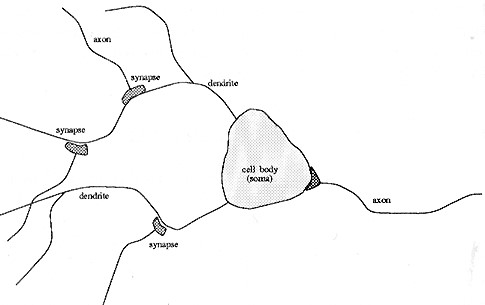 axon
synapse
dendrite
synapse
cell body
(soma)
dendrite
axon
synapse